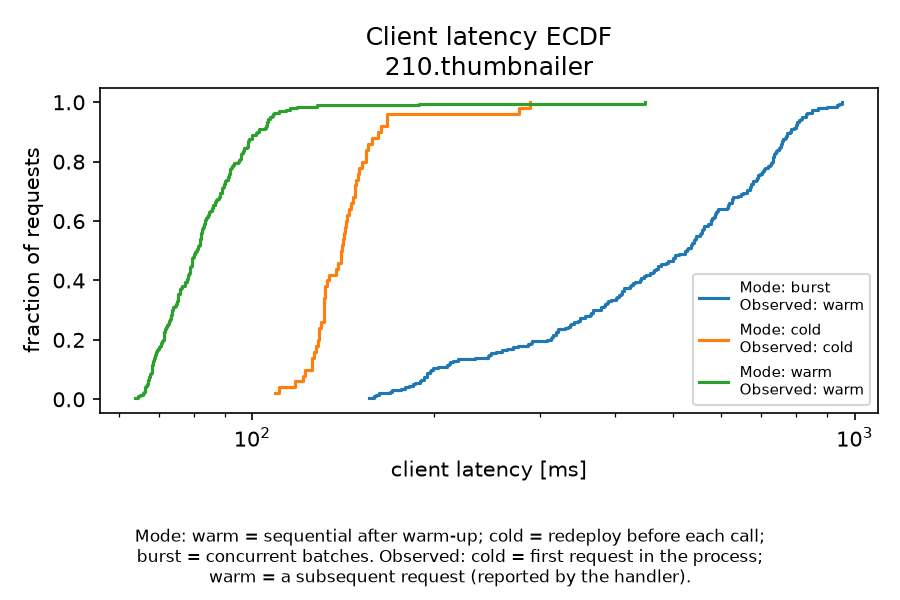 Client latency ECDF
210.thumbnailer
1.0
0.8
0.6
0.4
0.2
0.0
fraction of requests
Mode: burst
Observed: warm
Mode: cold
Observed: cold
Mode: warm
Observed: warm
10²
10³
client latency [ms]
Mode: warm = sequential after warm-up; cold = redeploy before each call;
burst = concurrent batches. Observed: cold = first request in the process;
warm = a subsequent request (reported by the handler).